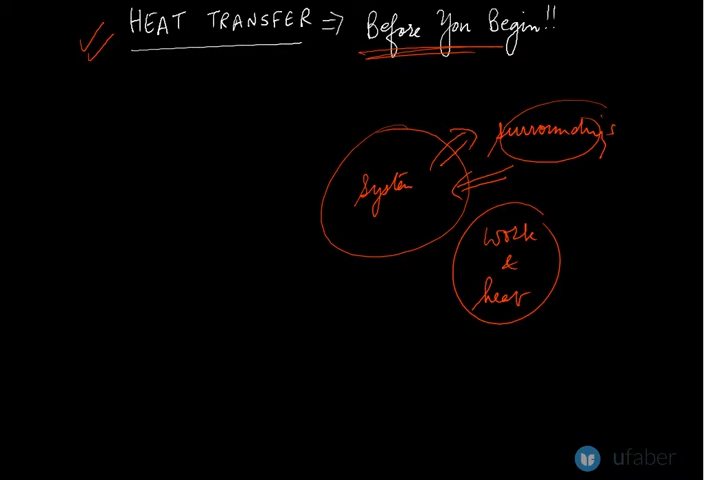 HEAT TRANSFER ⇒ Before You Begin!!
surroundings
System
work
&
heat
ufaber